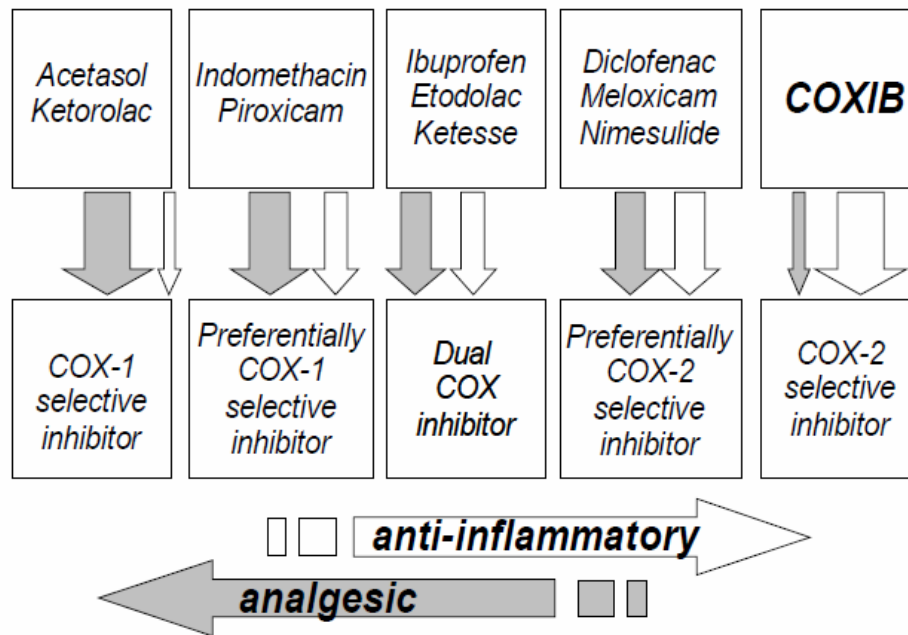 Acetasol
Ketorolac
Indomethacin
Piroxicam
Ibuprofen
Etodolac
Ketesse
Diclofenac
Meloxicam
Nimesulide
COXIB
COX-1
selective
inhibitor
Preferentially
COX-1
selective
inhibitor
Dual
COX
inhibitor
Preferentially
COX-2
selective
inhibitor
COX-2
selective
inhibitor
anti-inflammatory
analgesic